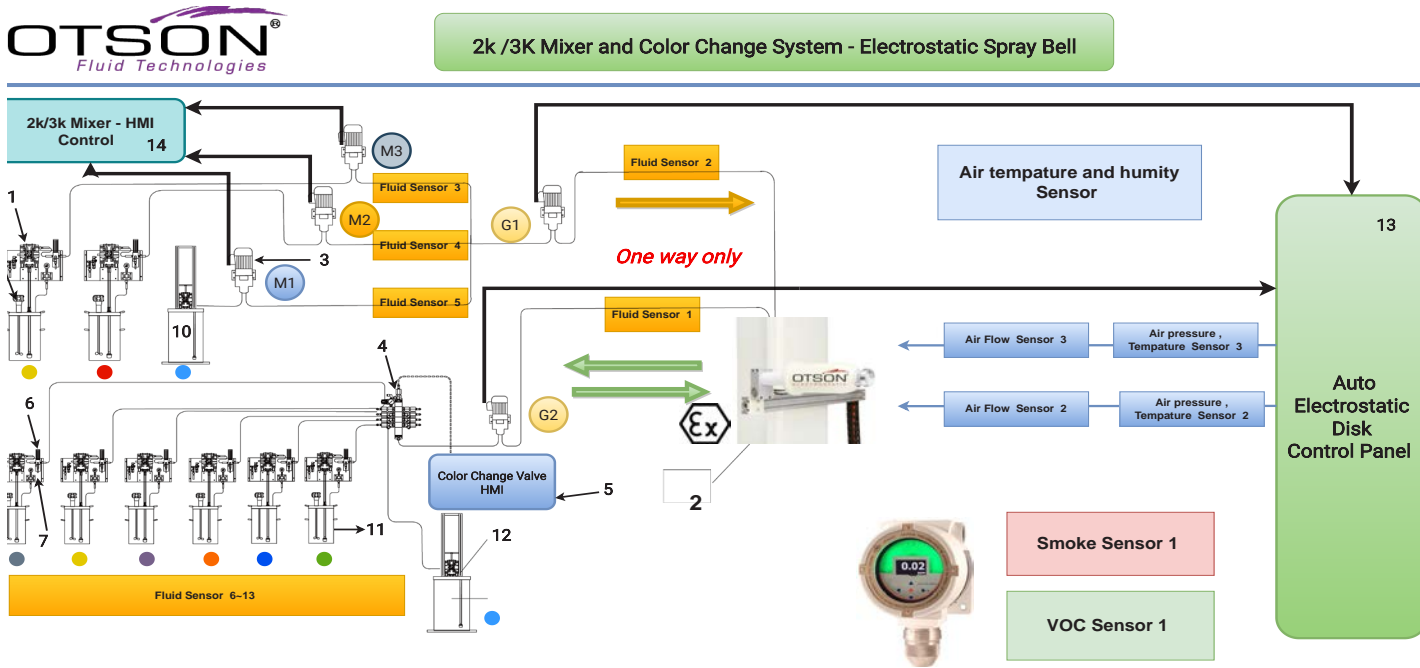 OTSON®
Fluid Technologies
2k /3K Mixer and Color Change System - Electrostatic Spray Bell
2k/3k Mixer - HMI
Control
14
M3
Fluid Sensor 2
Air tempature and humity
Sensor
1
Fluid Sensor 3
M2
G1
13
Fluid Sensor 4
3
One way only
M1
Fluid Sensor 5
Fluid Sensor 1
10
Air Flow Sensor 3
Air pressure ,
Tempature Sensor 3
4
OTSON
Auto
Electrostatic
Disk
Control Panel
6
G2
Ex
Air Flow Sensor 2
Air pressure ,
Tempature Sensor 2
Color Change Valve
HMI
5
2
7
11
12
Smoke Sensor 1
0.02
Fluid Sensor 6~13
VOC Sensor 1